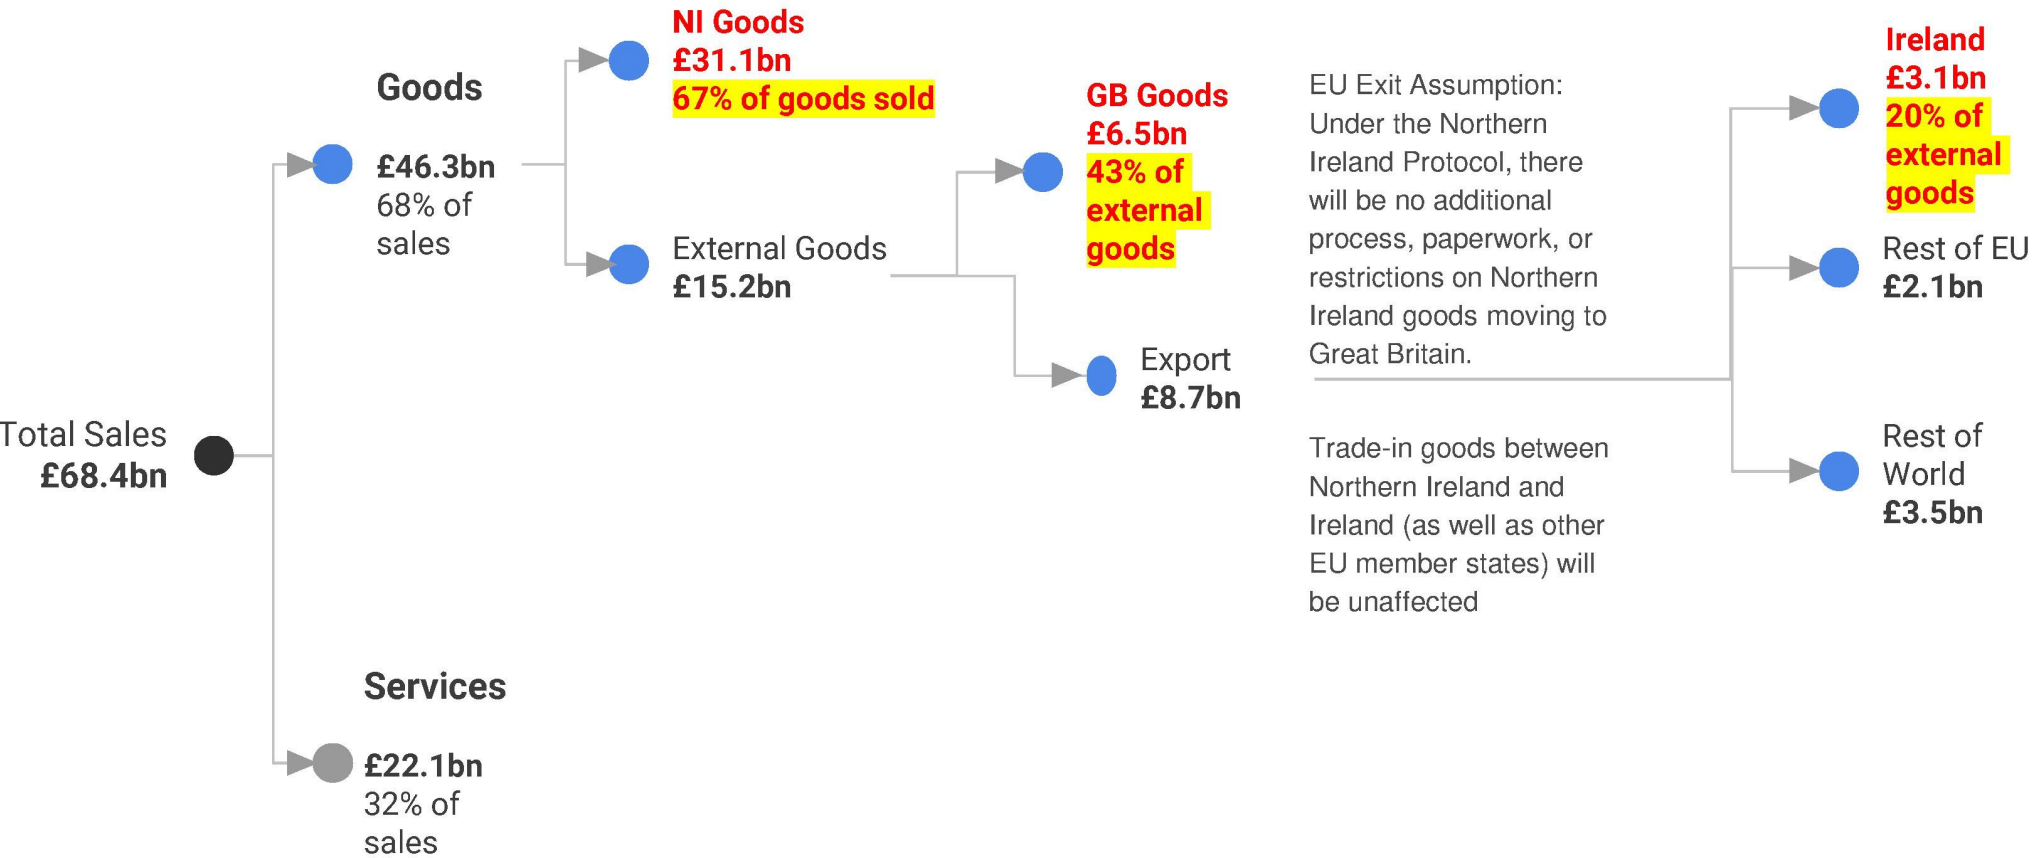 Total Sales
£68.4bn
Goods
£46.3bn
68% of
sales
Services
£22.1bn
32% of
sales
NI Goods
£31.1bn
67% of goods sold
External Goods
£15.2bn
GB Goods
£6.5bn
43% of
external
goods
Export
£8.7bn
EU Exit Assumption:
Under the Northern
Ireland Protocol, there
will be no additional
process, paperwork, or
restrictions on Northern
Ireland goods moving to
Great Britain.
Trade-in goods between
Northern Ireland and
Ireland (as well as other
EU member states) will
be unaffected
Ireland
£3.1bn
20% of
external
goods
Rest of EU
£2.1bn
Rest of
World
£3.5bn